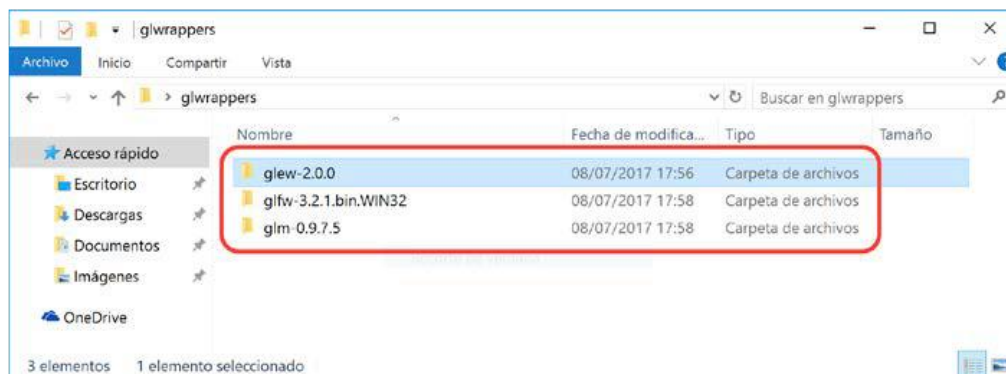 glwrappers
Archivo Inicio Compartir Vista
glwrappers Buscar en glwrappers
Nombre Fecha de modifica... Tipo Tamaño
Acceso rápido
Escritorio
Descargas
Documentos
Imágenes
OneDrive
glew-2.0.0 08/07/2017 17:56 Carpeta de archivos
glfw-3.2.1.bin.WIN32 08/07/2017 17:58 Carpeta de archivos
glm-0.9.7.5 08/07/2017 17:58 Carpeta de archivos
3 elementos 1 elemento seleccionado